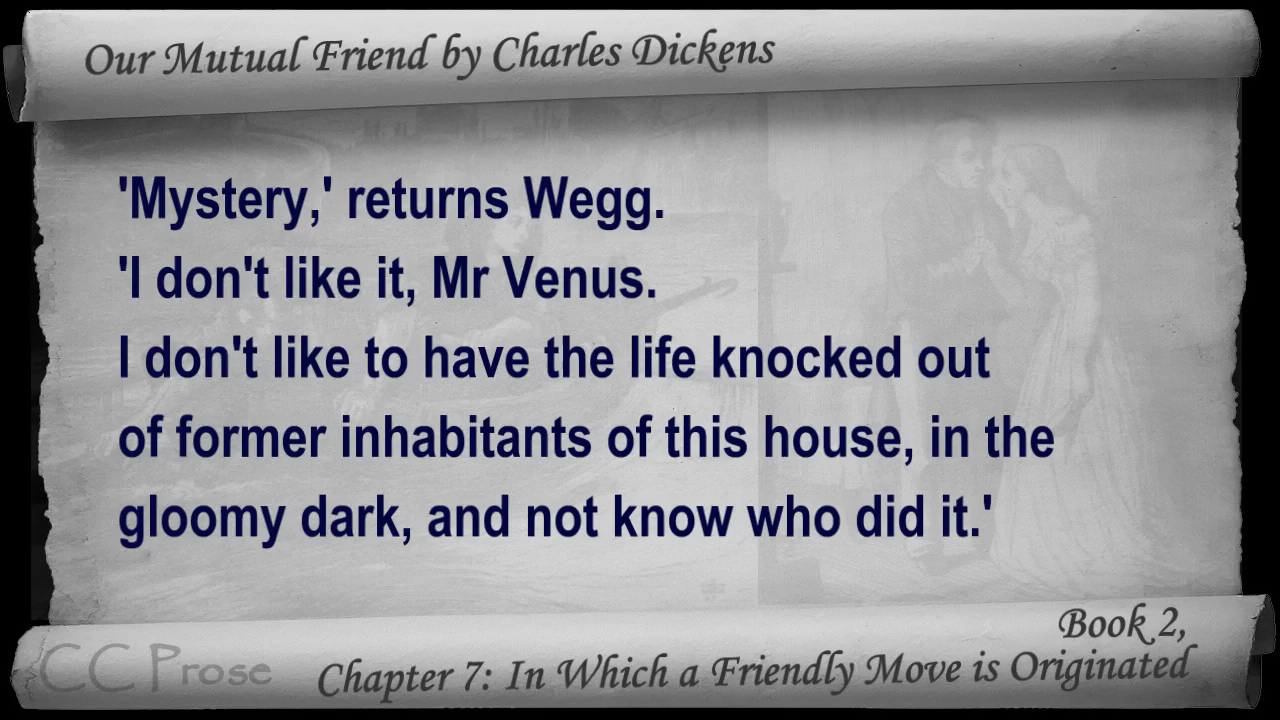 Our Mutual Friend by Charles Dickens
'Mystery,' returns Wegg.
'I don't like it, Mr Venus.
I don't like to have the life knocked out
of former inhabitants of this house, in the
gloomy dark, and not know who did it.'
Book 2,
CC Prose
Chapter 7: In Which a Friendly Move is Originated